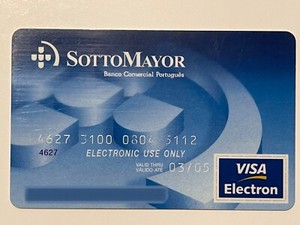 SOTTOMAYOR
Banco Comercial Português
4627 5100 0804 5112
4627
ELECTRONIC USE ONLY
VALID THRU
VALIDO ATÉ
03/05
VISA
Electron